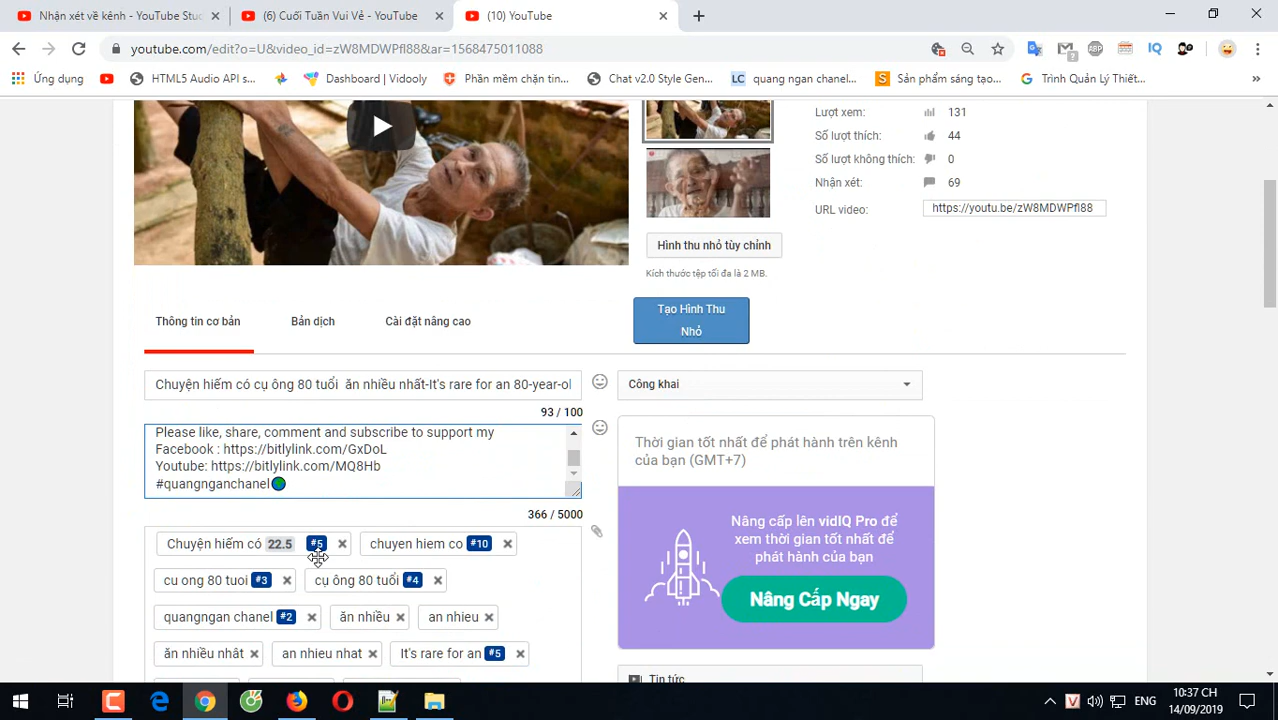 Nhận xét về kênh - YouTube Stu
(6) Cuối Tuần Vui Vẻ - YouTube
(10) YouTube
youtube.com/edit?o=U&video_id=zW8MDWPfl88&ar=1568475011088
Ứng dụng
HTML5 Audio API s...
Dashboard | Vidooly
Phần mềm chặn tin...
Chat v2.0 Style Gen...
LC quang ngan chanel...
S Sản phẩm sáng tạo...
Trình Quản Lý Thiết...
Lượt xem: 131
Số lượt thích: 44
Số lượt không thích: 0
Nhận xét: 69
URL video: https://youtu.be/zW8MDWPfl88
Hình thu nhỏ tùy chỉnh
Kích thước tệp tối đa là 2 MB.
Tạo Hình Thu
Nhỏ
Thông tin cơ bản
Bản dịch
Cài đặt nâng cao
Chuyện hiếm có cụ ông 80 tuổi ăn nhiều nhất-It's rare for an 80-year-ol
Công khai
93 / 100
Please like, share, comment and subscribe to support my
Facebook : https://bitlylink.com/GxDoL
Youtube: https://bitlylink.com/MQ8Hb
#quangnganchanel
366 / 5000
Thời gian tốt nhất để phát hành trên kênh
của bạn (GMT+7)
Nâng cấp lên vidIQ Pro để
xem thời gian tốt nhất để
phát hành của bạn
Nâng Cấp Ngay
Chuyện hiếm có 22.5 #5
chuyen hiem co #10
cu ong 80 tuoi #3
cụ ông 80 tuổi #4
quangngan chanel #2
ăn nhiều
an nhieu
ăn nhiều nhât
an nhieu nhat
It's rare for an #5
Tin tức
ENG
10:37 CH
14/09/2019